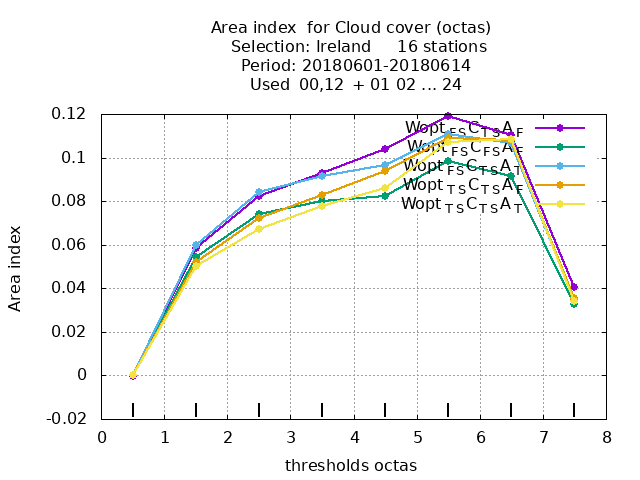 Area index  for Cloud cover (octas)
Selection: Ireland     16 stations
Period: 20180601-20180614
Used  00,12  + 01 02 ... 24
Wopt FS C TS A F
Wopt FS C FS A F
Wopt FS C TS A T
Wopt TS C TS A F
Wopt TS C TS A T
0.12
0.1
0.08
0.06
0.04
0.02
0
-0.02
Area index
0 1 2 3 4 5 6 7 8
thresholds octas